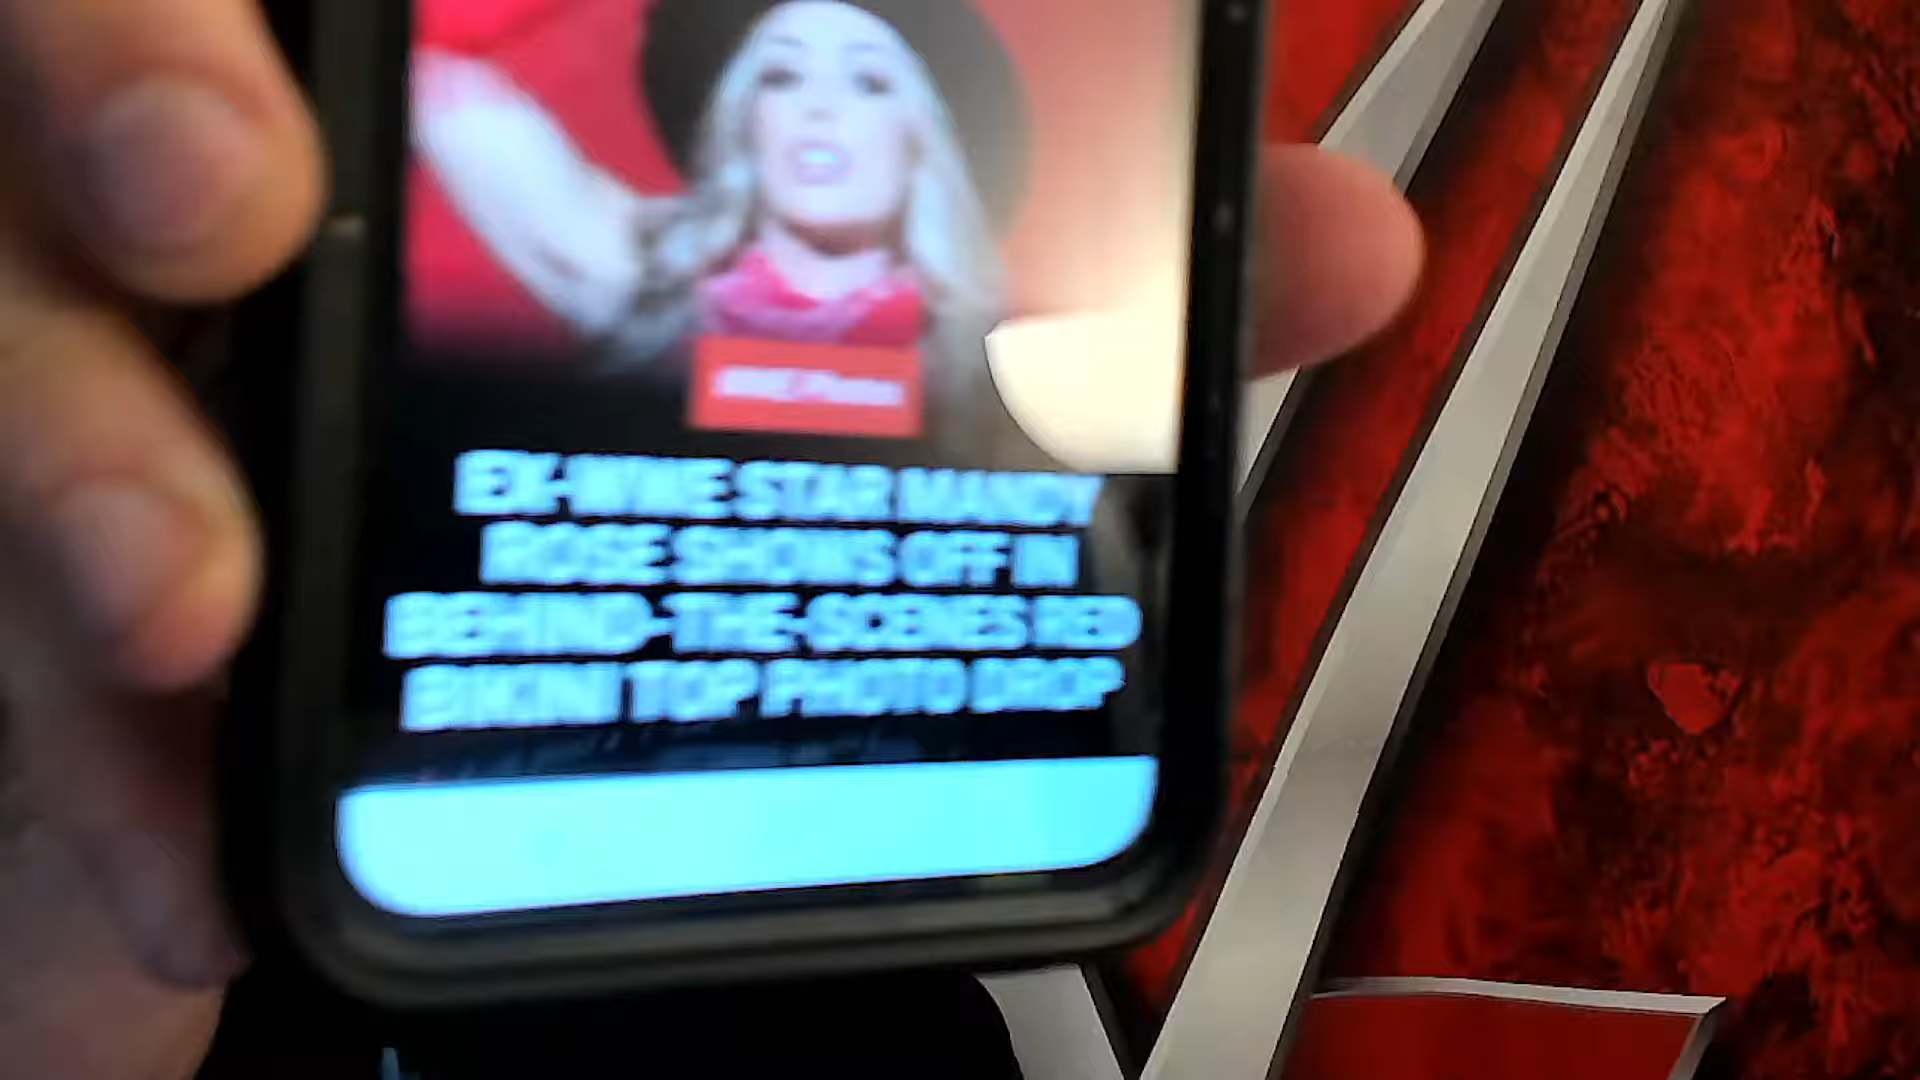 EX-WWE STAR MANDY
ROSE SHOWS OFF IN
BEHIND-THE-SCENES RED
BIKINI TOP PHOTO DROP